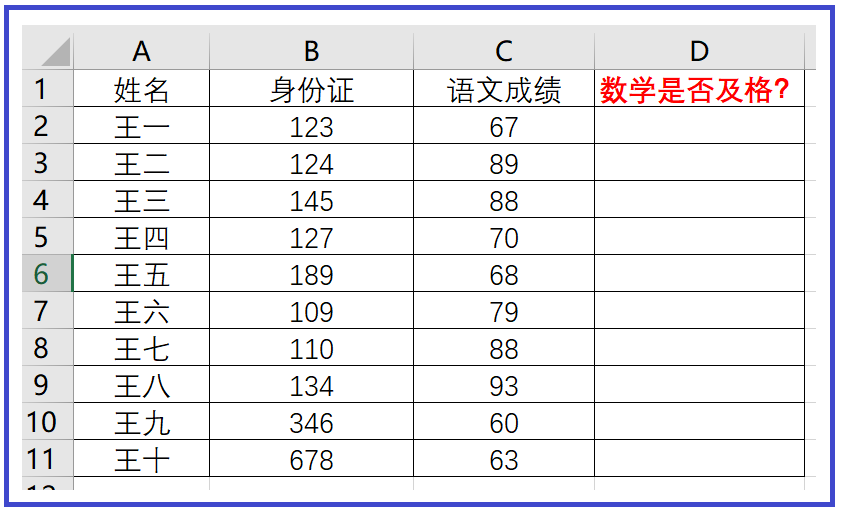 A B C D
1 姓名 身份证 语文成绩 数学是否及格?
2 王一 123 67
3 王二 124 89
4 王三 145 88
5 王四 127 70
6 王五 189 68
7 王六 109 79
8 王七 110 88
9 王八 134 93
10 王九 346 60
11 王十 678 63